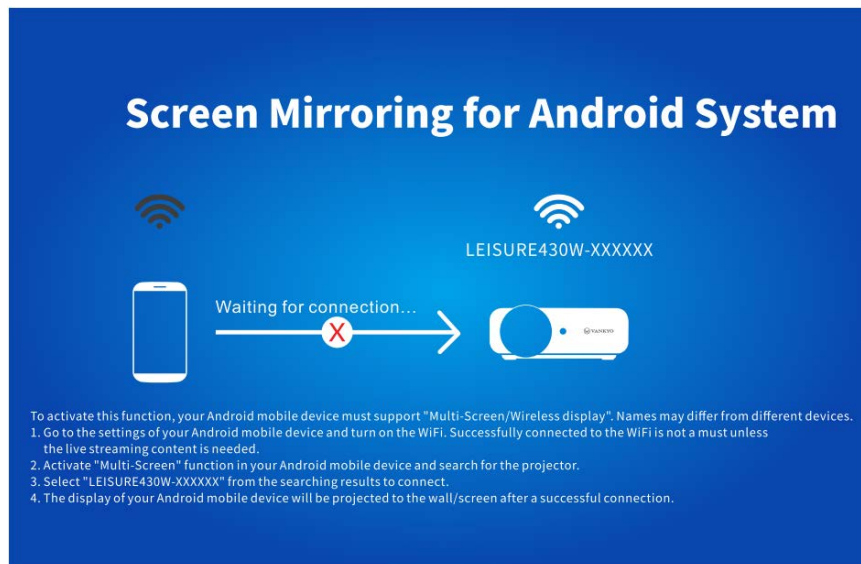 Screen Mirroring for Android System
LEISURE430W-XXXXXX
Waiting for connection...
X
VANKYO
To activate this function, your Android mobile device must support "Multi-Screen/Wireless display". Names may differ from different devices.
1. Go to the settings of your Android mobile device and turn on the WiFi. Successfully connected to the WiFi is not a must unless
the live streaming content is needed.
2. Activate "Multi-Screen" function in your Android mobile device and search for the projector.
3. Select "LEISURE430W-XXXXXX" from the searching results to connect.
4. The display of your Android mobile device will be projected to the wall/screen after a successful connection.